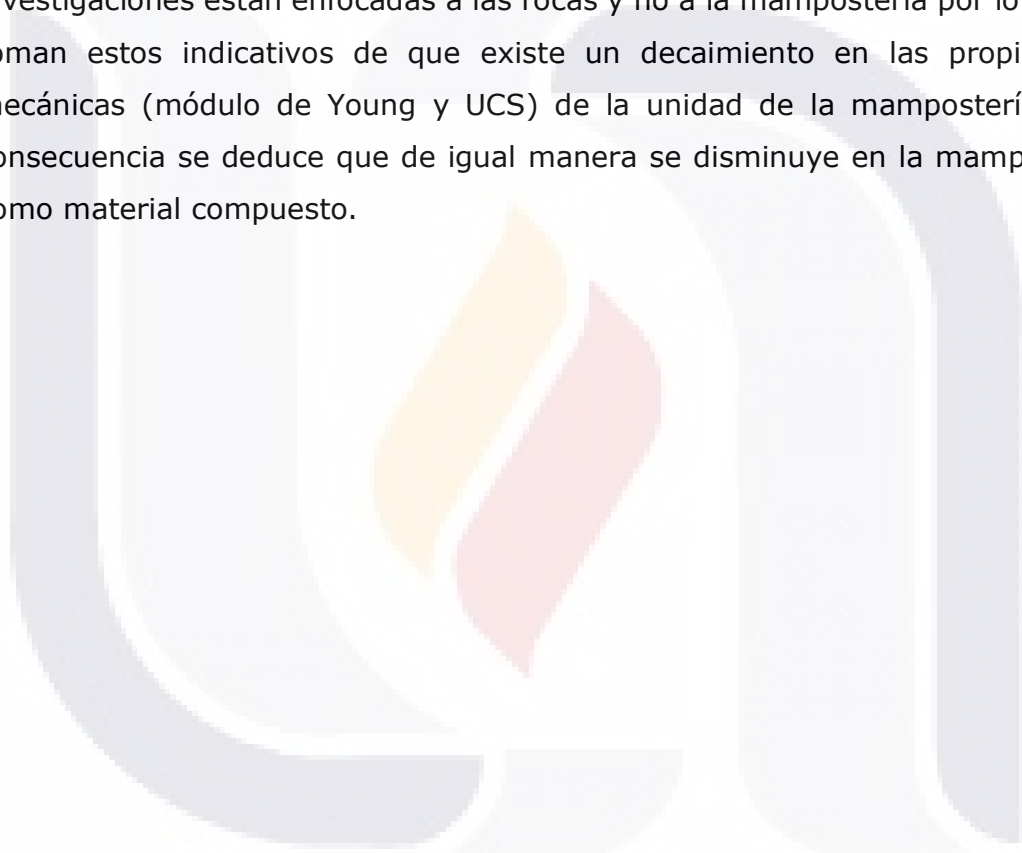 nvestigaciones están enfocadas a las rocas y no a la mampostería por lo
oman estos indicativos de que existe un decaimiento en las propi
ecánicas (módulo de Young y UCS) de la unidad de la mamposterí
onsecuencia se deduce que de igual manera se disminuye en la mamp
omo material compuesto.